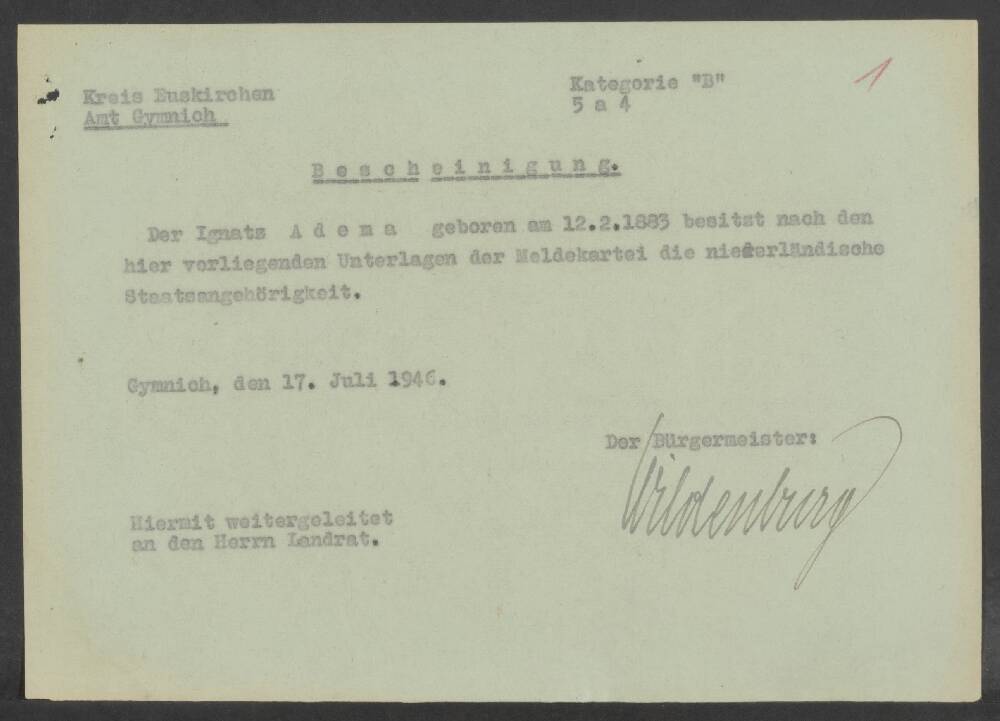 Kreis Euskirchen
Amt Gymnich
Kategorie "B"
5 a 4
1
Bescheinigung.
Der Ignatz Adema geboren am 12.2.1883 besitzt nach den
hier vorliegenden Unterlagen der Meldekartei die niederländische
Staatsangehörigkeit.
Gymnich, den 17. Juli 1946.
Der Bürgermeister:
Wildenburg
Hiermit weitergeleitet
an den Herrn Landrat.